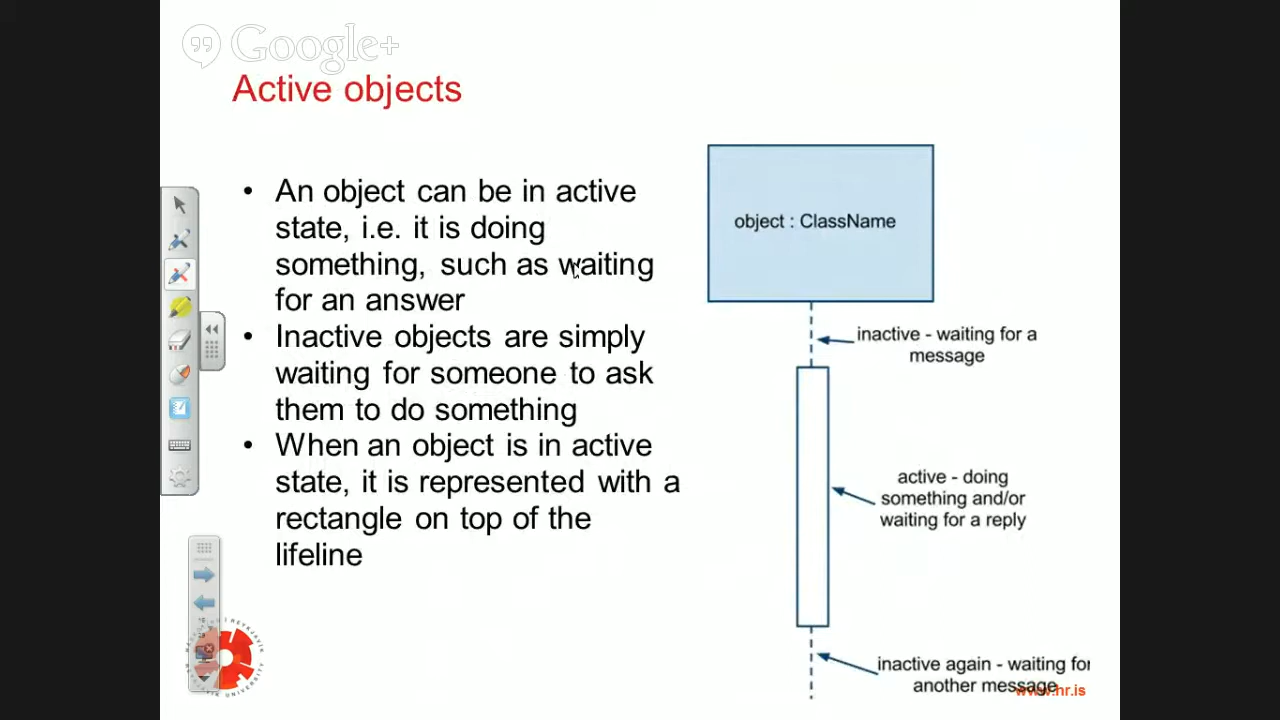 Google+
Active objects
• An object can be in active
state, i.e. it is doing
something, such as waiting
for an answer
• Inactive objects are simply
waiting for someone to ask
them to do something
• When an object is in active
state, it is represented with a
rectangle on top of the
lifeline
object : ClassName
inactive - waiting for a
message
active - doing
something and/or
waiting for a reply
inactive again - waiting for
another message
www.hr.is